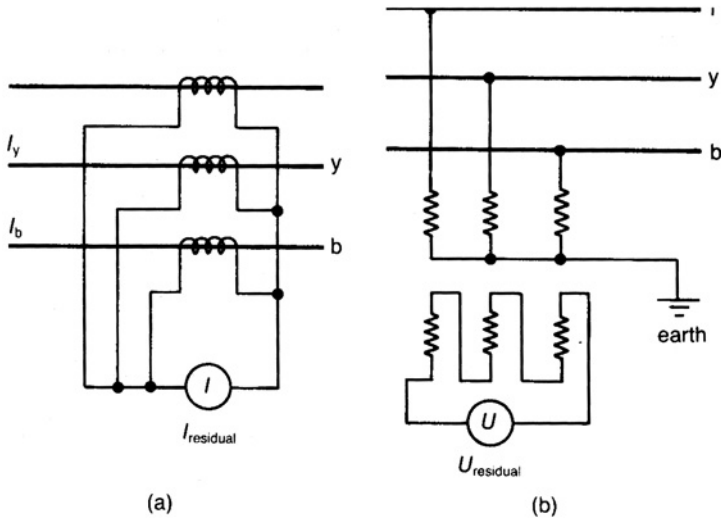 I_y y
I_b b
I
I_residual
(a)
y
b
earth
U
U_residual
(b)